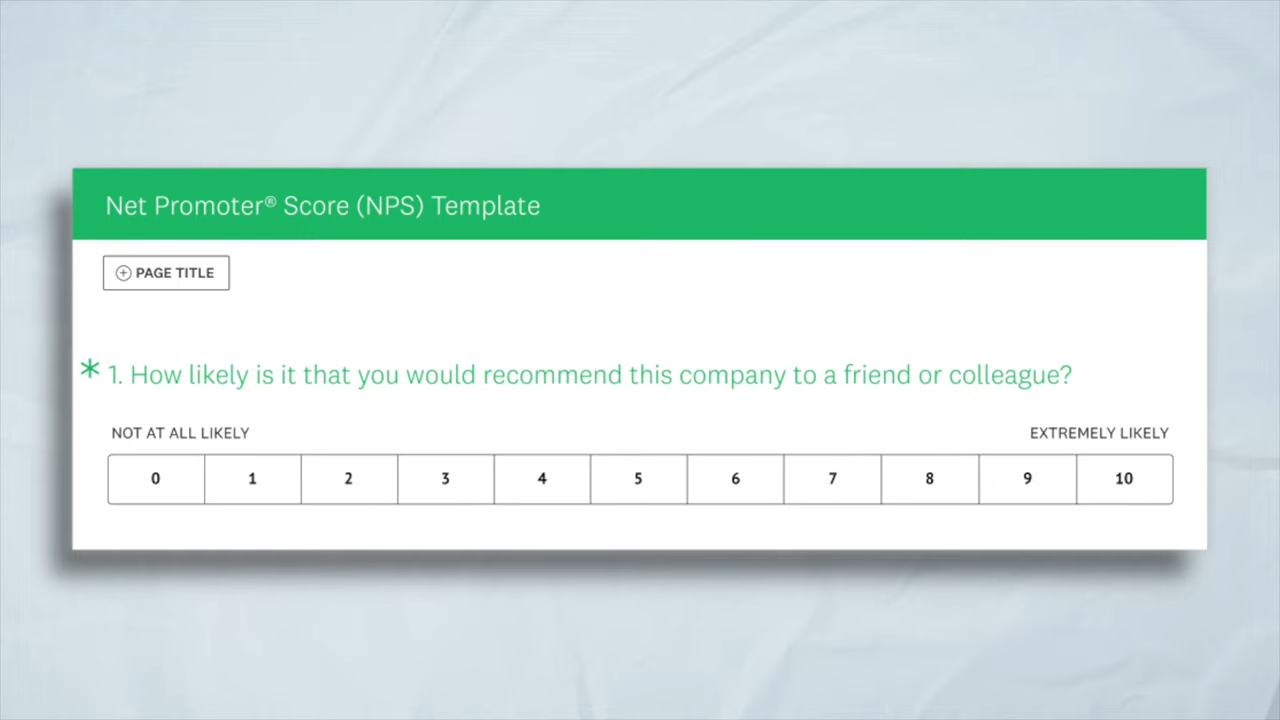 Net Promoter® Score (NPS) Template
PAGE TITLE
* 1. How likely is it that you would recommend this company to a friend or colleague?
NOT AT ALL LIKELY EXTREMELY LIKELY
0 1 2 3 4 5 6 7 8 9 10